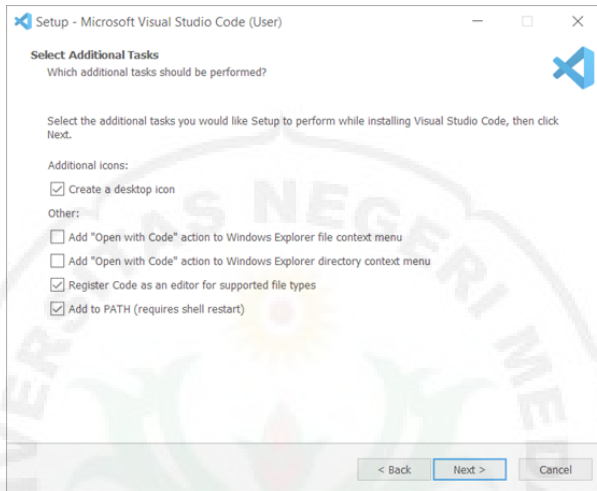 Setup - Microsoft Visual Studio Code (User)
Select Additional Tasks
Which additional tasks should be performed?
Select the additional tasks you would like Setup to perform while installing Visual Studio Code, then click
Next.
Additional icons:
Create a desktop icon
Other:
Add "Open with Code" action to Windows Explorer file context menu
Add "Open with Code" action to Windows Explorer directory context menu
Register Code as an editor for supported file types
Add to PATH (requires shell restart)
< Back
Next >
Cancel
NEGERI